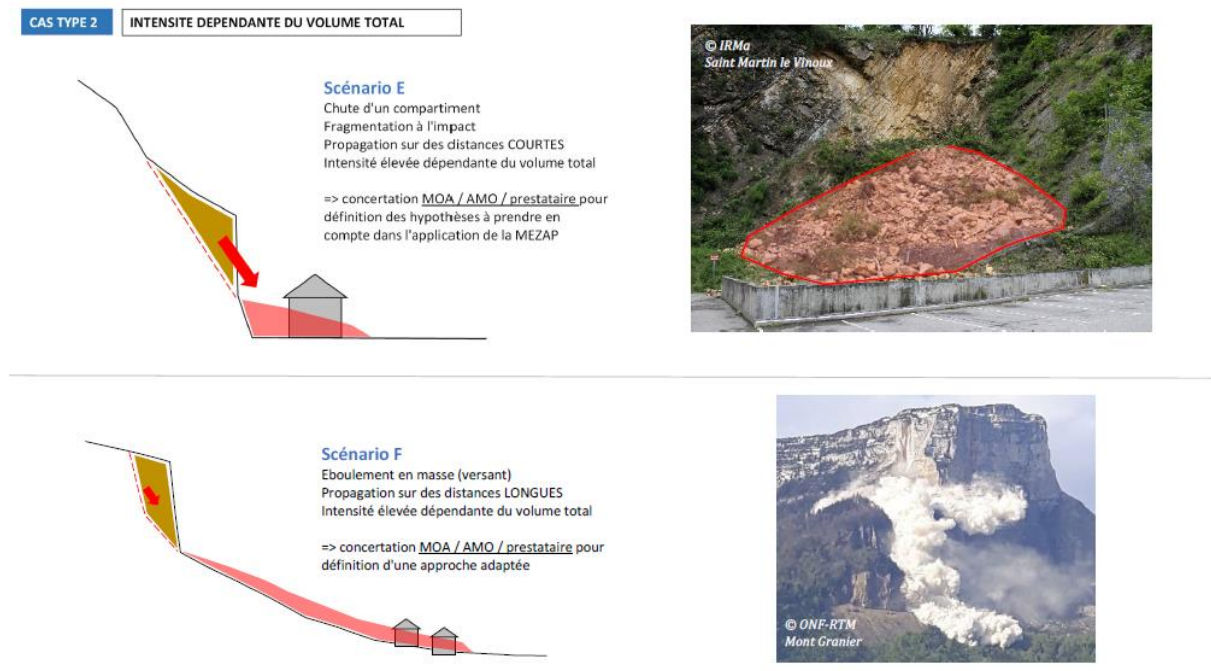 CAS TYPE 2
INTENSITE DEPENDANTE DU VOLUME TOTAL
Scénario E
Chute d'un compartiment
Fragmentation à l'impact
Propagation sur des distances COURTES
Intensité élevée dépendante du volume total
=> concertation MOA / AMO / prestataire pour
définition des hypothèses à prendre en
compte dans l'application de la MEZAP
© IRMa
Saint Martin le Vinoux
Scénario F
Eboulement en masse (versant)
Propagation sur des distances LONGUES
Intensité élevée dépendante du volume total
=> concertation MOA / AMO / prestataire pour
définition d'une approche adaptée
© ONF-RTM
Mont Granier